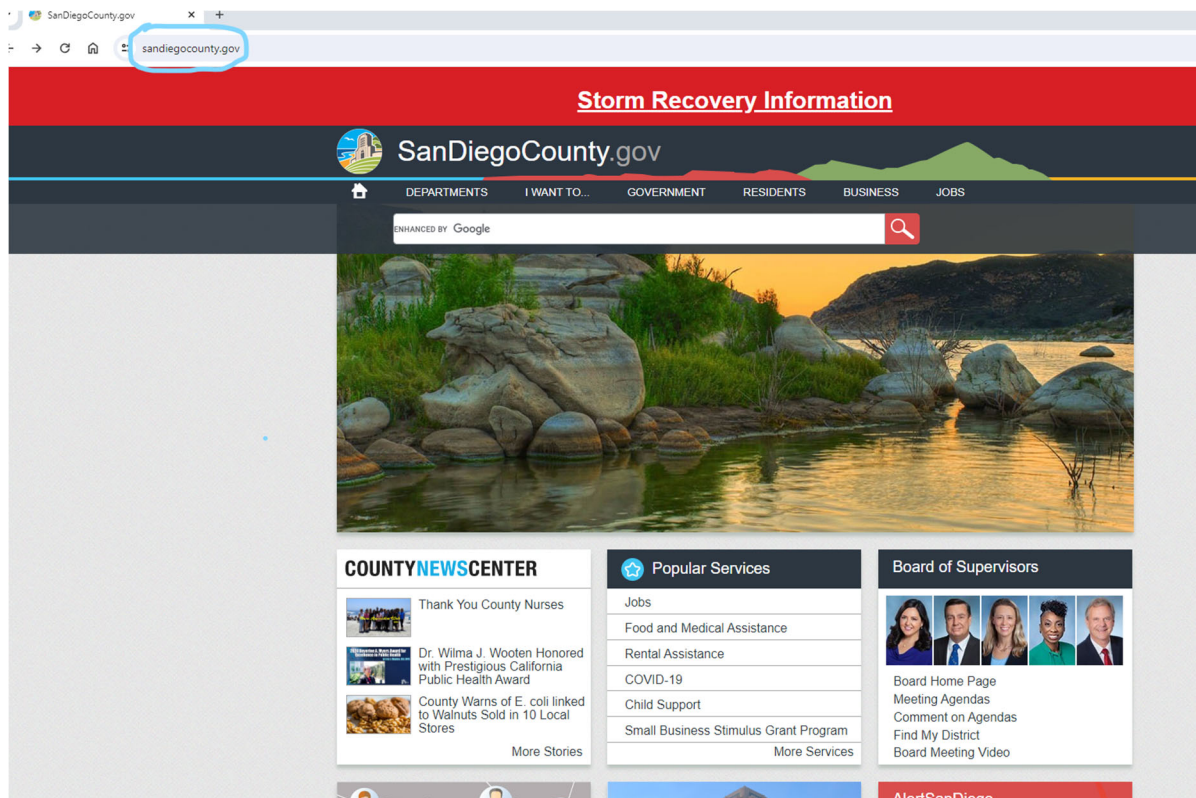 SanDiegoCounty.gov
sandiegocounty.gov
Storm Recovery Information
SanDiegoCounty.gov
DEPARTMENTS I WANT TO... GOVERNMENT RESIDENTS BUSINESS JOBS
ENHANCED BY Google
COUNTYNEWSCENTER
Thank You County Nurses
Dr. Wilma J. Wooten Honored
with Prestigious California
Public Health Award
County Warns of E. coli linked
to Walnuts Sold in 10 Local
Stores
More Stories
Popular Services
Jobs
Food and Medical Assistance
Rental Assistance
COVID-19
Child Support
Small Business Stimulus Grant Program
More Services
Board of Supervisors
Board Home Page
Meeting Agendas
Comment on Agendas
Find My District
Board Meeting Video
AlertSanDiego